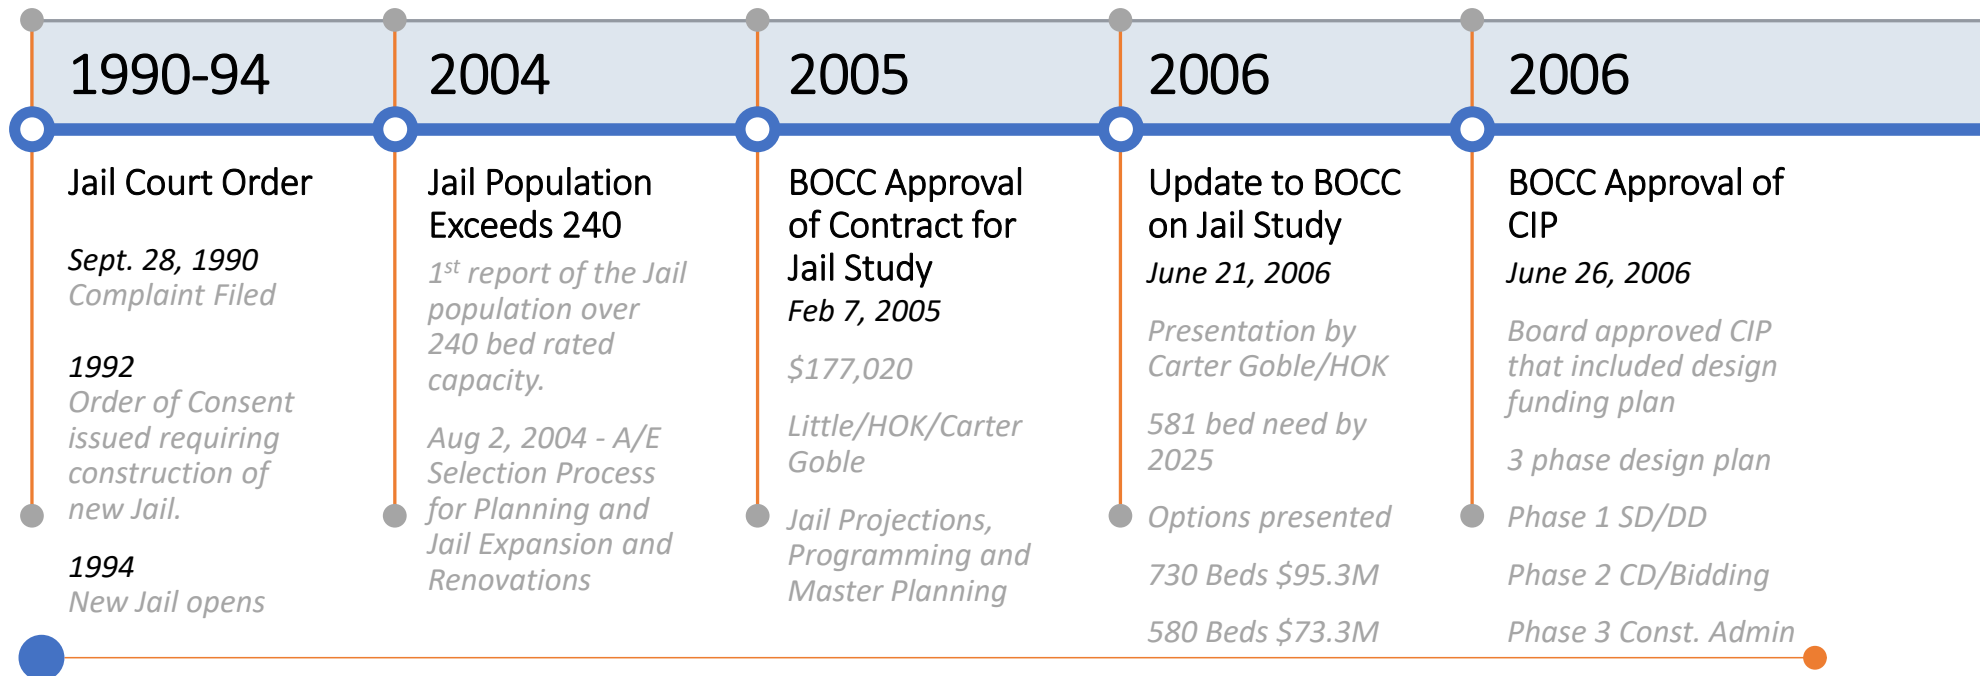 1990-94
Jail Court Order
Sept. 28, 1990
Complaint Filed
1992
Order of Consent
issued requiring
construction of
new Jail.
1994
New Jail opens
2004
Jail Population
Exceeds 240
1st report of the Jail
population over
240 bed rated
capacity.
Aug 2, 2004 - A/E
Selection Process
for Planning and
Jail Expansion and
Renovations
2005
BOCC Approval
of Contract for
Jail Study
Feb 7, 2005
$177,020
Little/HOK/Carter
Goble
Jail Projections,
Programming and
Master Planning
2006
Update to BOCC
on Jail Study
June 21, 2006
Presentation by
Carter Goble/HOK
581 bed need by
2025
Options presented
730 Beds $95.3M
580 Beds $73.3M
2006
BOCC Approval of
CIP
June 26, 2006
Board approved CIP
that included design
funding plan
3 phase design plan
Phase 1 SD/DD
Phase 2 CD/Bidding
Phase 3 Const. Admin